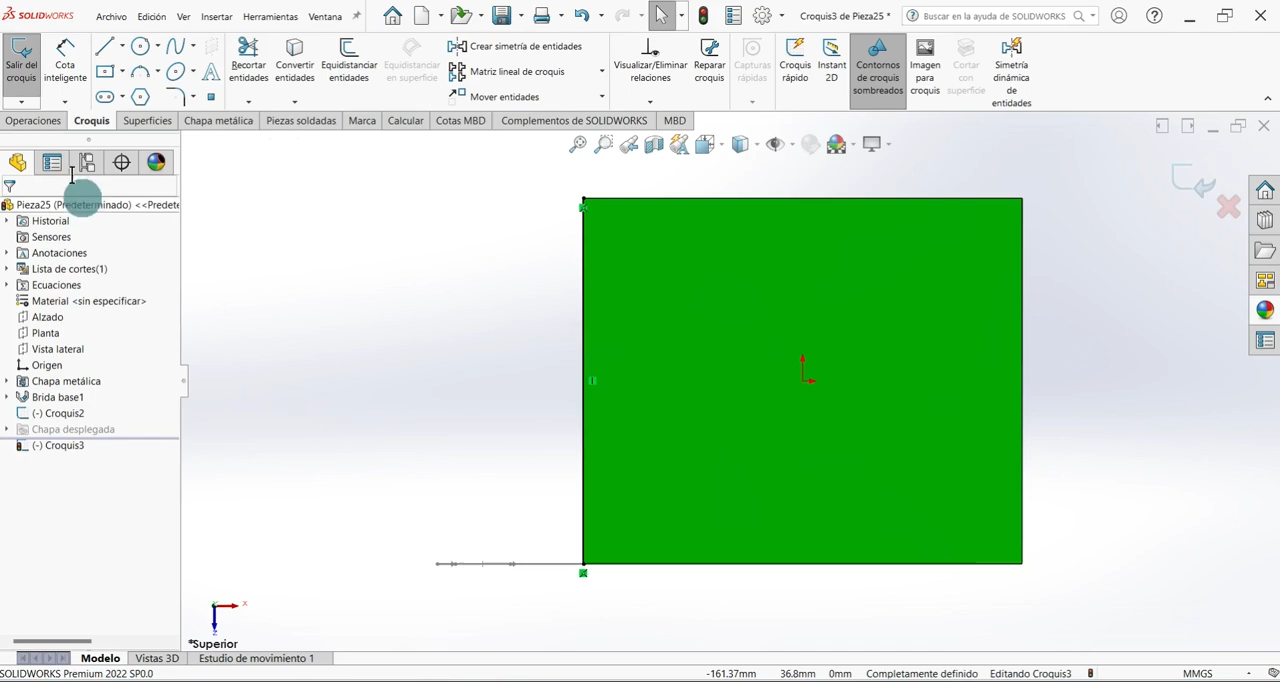 SOLIDWORKS
Archivo
Edición
Ver
Insertar
Herramientas
Ventana
Croquis3 de Pieza25 *
Buscar en la ayuda de SOLIDWORKS
Salir del croquis
Cota inteligente
Recortar entidades
Convertir entidades
Equidistanciar entidades
Equidistanciar en superficie
Crear simetría de entidades
Matriz lineal de croquis
Mover entidades
Visualizar/Eliminar relaciones
Reparar croquis
Capturas rápidas
Croquis rápido
Instant 2D
Contornos de croquis sombreados
Imagen para croquis
Cortar con superficie
Simetría dinámica de entidades
Operaciones
Croquis
Superficies
Chapa metálica
Piezas soldadas
Marca
Calcular
Cotas MBD
Complementos de SOLIDWORKS
MBD
Pieza25 (Predeterminado) <<Predete
Historial
Sensores
Anotaciones
Lista de cortes(1)
Ecuaciones
Material <sin especificar>
Alzado
Planta
Vista lateral
Origen
Chapa metálica
Brida base1
(-) Croquis2
Chapa desplegada
(-) Croquis3
X
Z
*Superior
Modelo
Vistas 3D
Estudio de movimiento 1
SOLIDWORKS Premium 2022 SP0.0
-161.37mm
36.8mm
0mm
Completamente definido
Editando Croquis3
MMGS